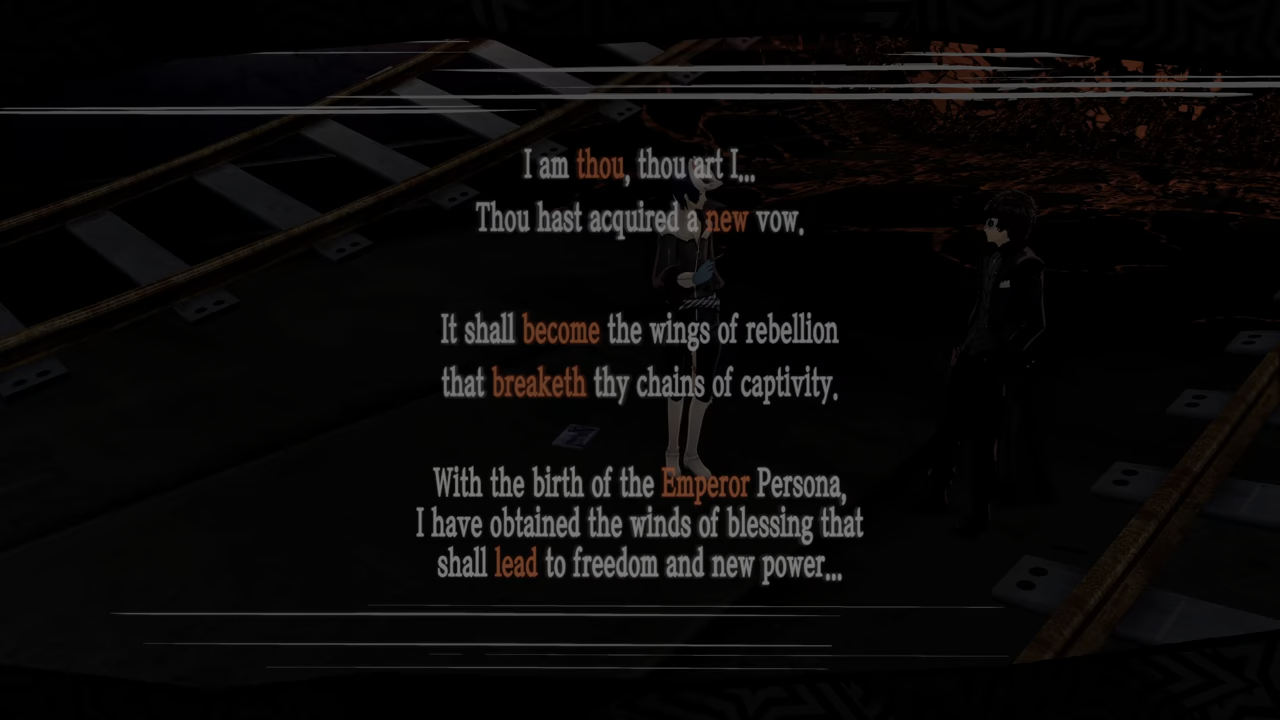 I am thou, thou art I...
Thou hast acquired a new vow.
It shall become the wings of rebellion
that breaketh thy chains of captivity.
With the birth of the Emperor Persona,
I have obtained the winds of blessing that
shall lead to freedom and new power...